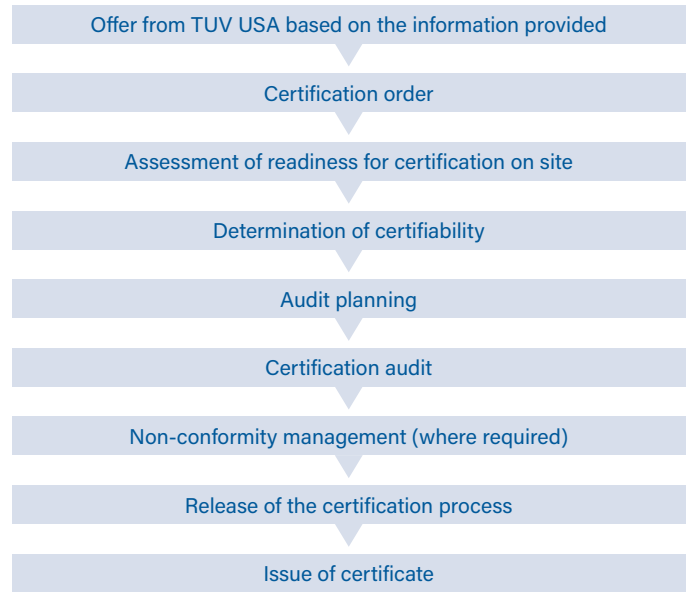 Offer from TUV USA based on the information provided
Certification order
Assessment of readiness for certification on site
Determination of certifiability
Audit planning
Certification audit
Non-conformity management (where required)
Release of the certification process
Issue of certificate